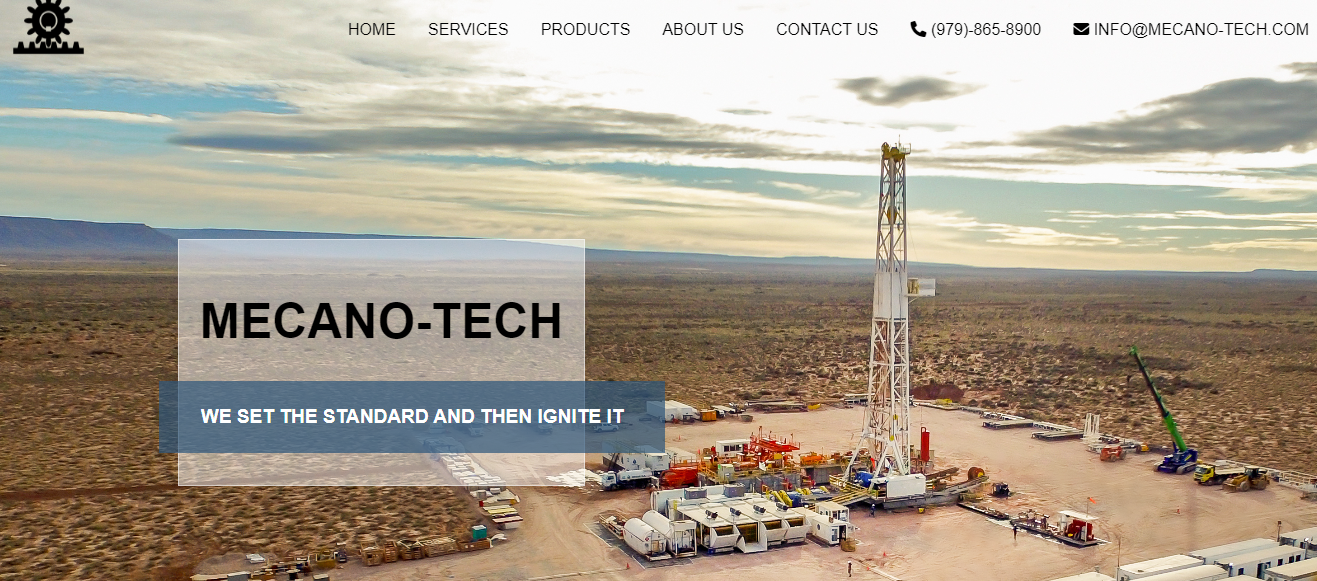 HOME SERVICES PRODUCTS ABOUT US CONTACT US (979)-865-8900 INFO@MECANO-TECH.COM
MECANO-TECH
WE SET THE STANDARD AND THEN IGNITE IT